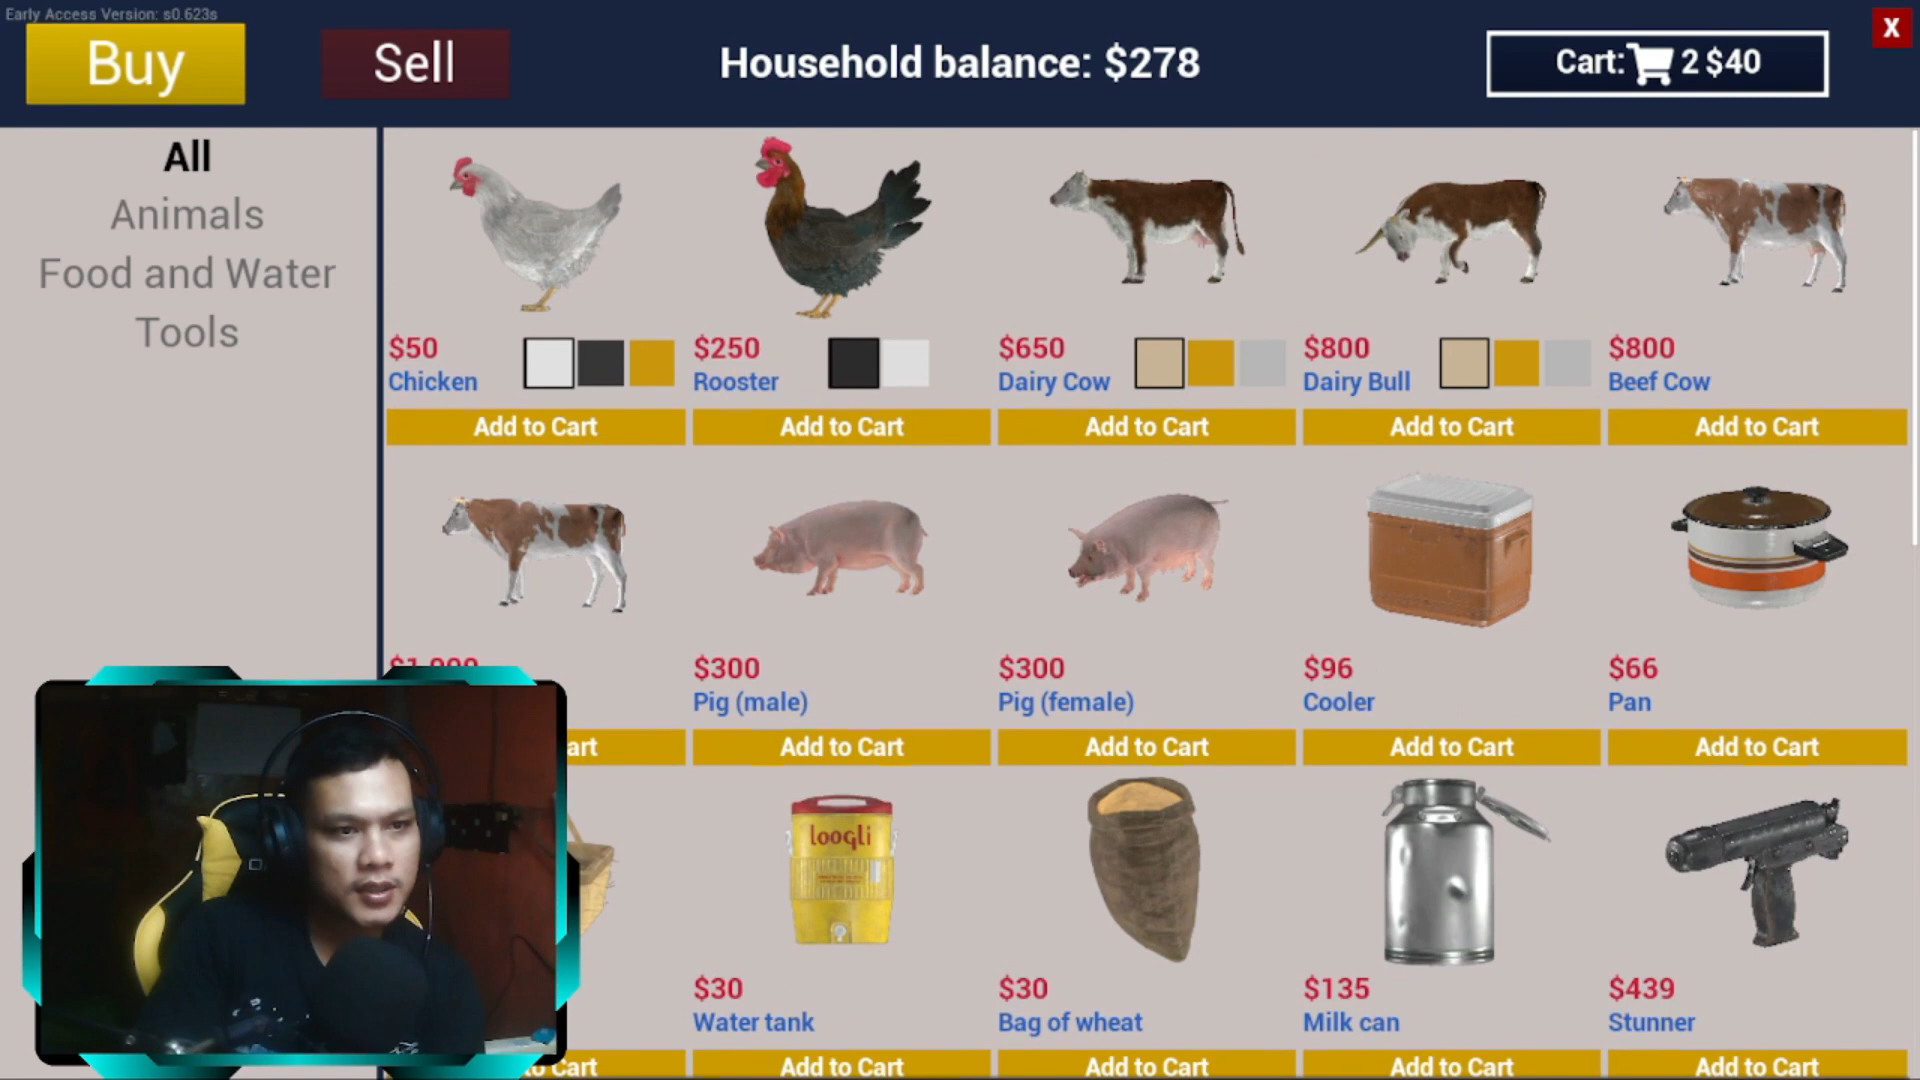 Early Access Version: s0.623s
Buy
Sell
Household balance: $278
Cart: 2 $40
X
All
Animals
Food and Water
Tools
$50
Chicken
Add to Cart
$250
Rooster
Add to Cart
$650
Dairy Cow
Add to Cart
$800
Dairy Bull
Add to Cart
$800
Beef Cow
Add to Cart
$300
Pig (male)
Add to Cart
$300
Pig (female)
Add to Cart
$96
Cooler
Add to Cart
$66
Pan
Add to Cart
looqli
$30
Water tank
Add to Cart
$30
Bag of wheat
Add to Cart
$135
Milk can
Add to Cart
$439
Stunner
Add to Cart
to Cart